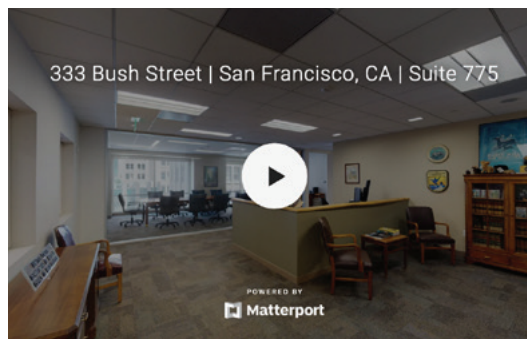 333 Bush Street | San Francisco, CA | Suite 775
POWERED BY
Matterport